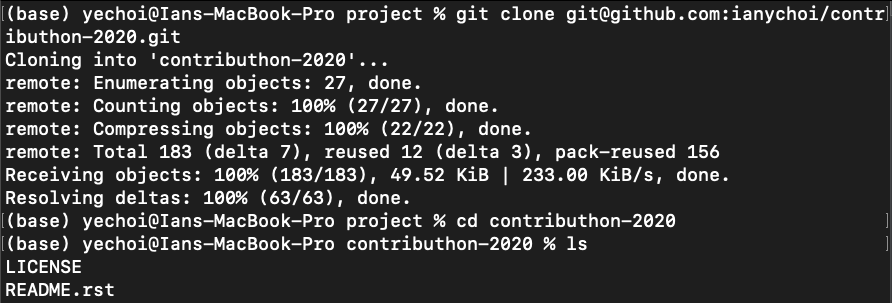 [(base) yechoi@Ians-MacBook-Pro project % git clone git@github.com:ianychoi/contr]
ibuthon-2020.git
Cloning into 'contributhon-2020'...
remote: Enumerating objects: 27, done.
remote: Counting objects: 100% (27/27), done.
remote: Compressing objects: 100% (22/22), done.
remote: Total 183 (delta 7), reused 12 (delta 3), pack-reused 156
Receiving objects: 100% (183/183), 49.52 KiB | 233.00 KiB/s, done.
Resolving deltas: 100% (63/63), done.
[(base) yechoi@Ians-MacBook-Pro project % cd contributhon-2020 ]
[(base) yechoi@Ians-MacBook-Pro contributhon-2020 % ls ]
LICENSE
README.rst